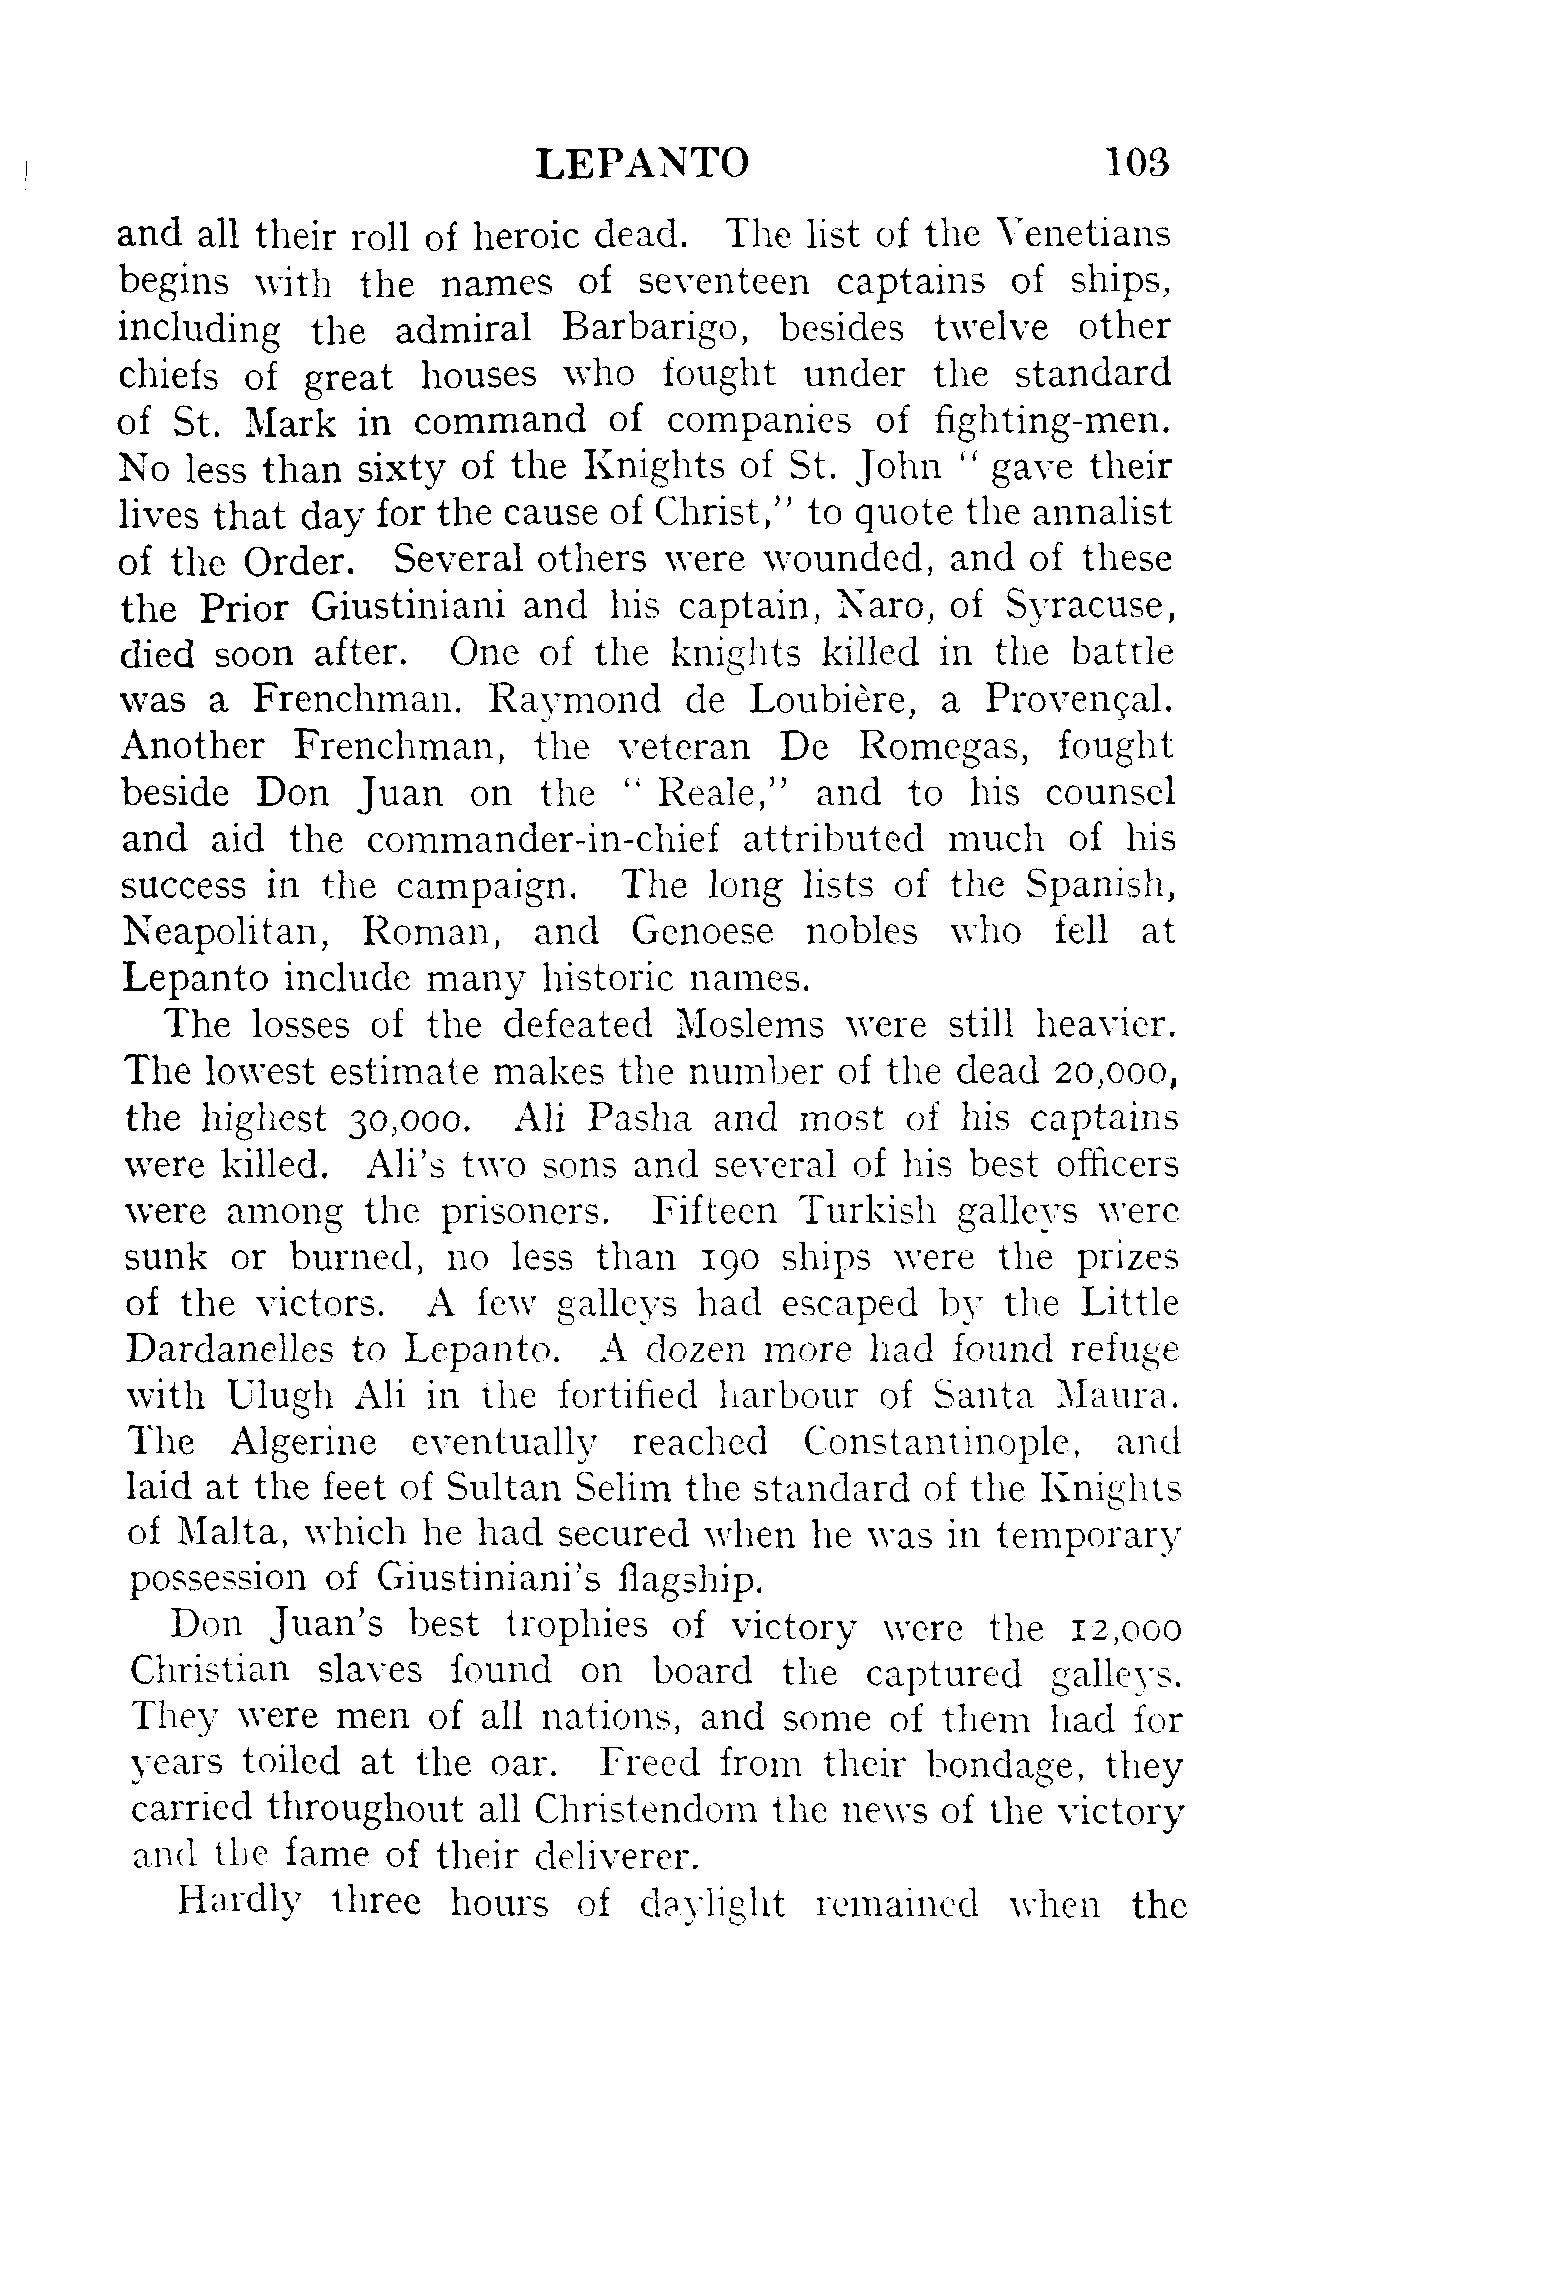 LEPANTO 103
and all their roll of heroic dead. The list of the Venetians
begins with the names of seventeen captains of ships,
including the admiral Barbarigo, besides twelve other
chiefs of great houses who fought under the standard
of St. Mark in command of companies of fighting-men.
No less than sixty of the Knights of St. John " gave their
lives that day for the cause of Christ," to quote the annalist
of the Order. Several others were wounded, and of these
the Prior Giustiniani and his captain, Naro, of Syracuse,
died soon after. One of the knights killed in the battle
was a Frenchman. Raymond de Loubière, a Provençal.
Another Frenchman, the veteran De Romegas, fought
beside Don Juan on the " Reale," and to his counsel
and aid the commander-in-chief attributed much of his
success in the campaign. The long lists of the Spanish,
Neapolitan, Roman, and Genoese nobles who fell at
Lepanto include many historic names.
The losses of the defeated Moslems were still heavier.
The lowest estimate makes the number of the dead 20,000,
the highest 30,000. Ali Pasha and most of his captains
were killed. Ali's two sons and several of his best officers
were among the prisoners. Fifteen Turkish galleys were
sunk or burned, no less than 190 ships were the prizes
of the victors. A few galleys had escaped by the Little
Dardanelles to Lepanto. A dozen more had found refuge
with Ulugh Ali in the fortified harbour of Santa Maura.
The Algerine eventually reached Constantinople, and
laid at the feet of Sultan Selim the standard of the Knights
of Malta, which he had secured when he was in temporary
possession of Giustiniani's flagship.
Don Juan's best trophies of victory were the 12,000
Christian slaves found on board the captured galleys.
They were men of all nations, and some of them had for
years toiled at the oar. Freed from their bondage, they
carried throughout all Christendom the news of the victory
and the fame of their deliverer.
Hardly three hours of daylight remained when the